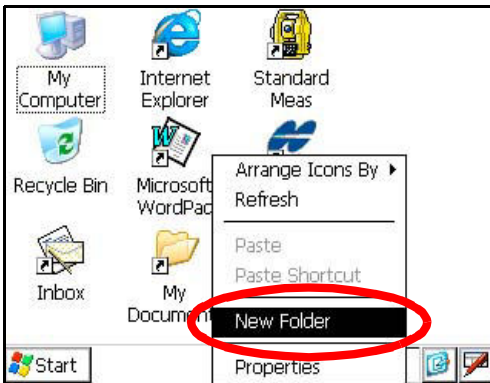 My
Computer
Internet
Explorer
Standard
Meas
Recycle Bin
Microsoft
WordPad
Inbox
My
Arrange Icons By
Refresh
Paste
Paste Shortcut
New Folder
Properties
Start